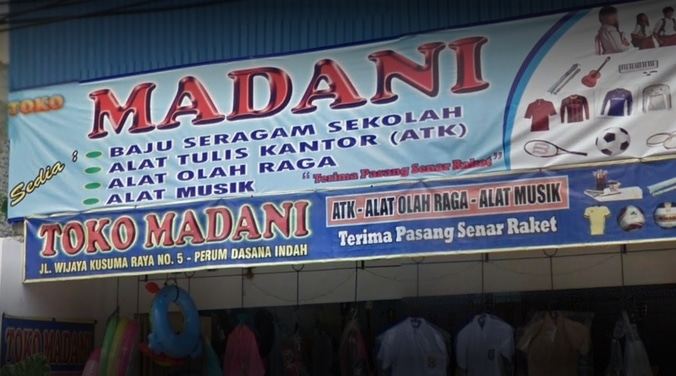 TOKO MADANI
Sedia :
BAJU SERAGAM SEKOLAH
ALAT TULIS KANTOR (ATK)
ALAT OLAH RAGA
ALAT MUSIK
"Terima Pasang Senar Raket"
TOKO MADANI
JL. WIJAYA KUSUMA RAYA NO. 5 - PERUM DASANA INDAH
ATK - ALAT OLAH RAGA - ALAT MUSIK
Terima Pasang Senar Raket
TOKO MADANI